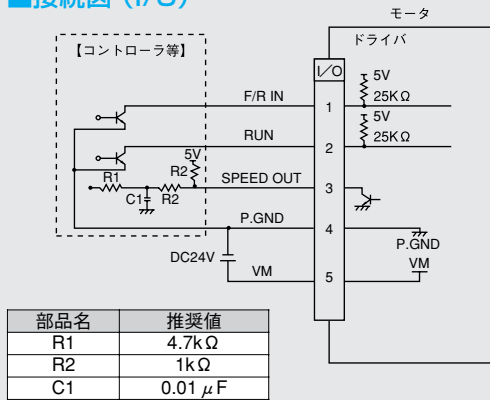 ■接続図（I/O）
モータ
ドライバ
【コントローラ等】
I/O
5V
F/R IN
1
25KΩ
5V
RUN
2
25KΩ
5V
R1
R2
SPEED OUT
3
C1
R2
P.GND
4
P.GND
DC24V
VM
VM
5
部品名 推奨値
R1 4.7kΩ
R2 1kΩ
C1 0.01μF